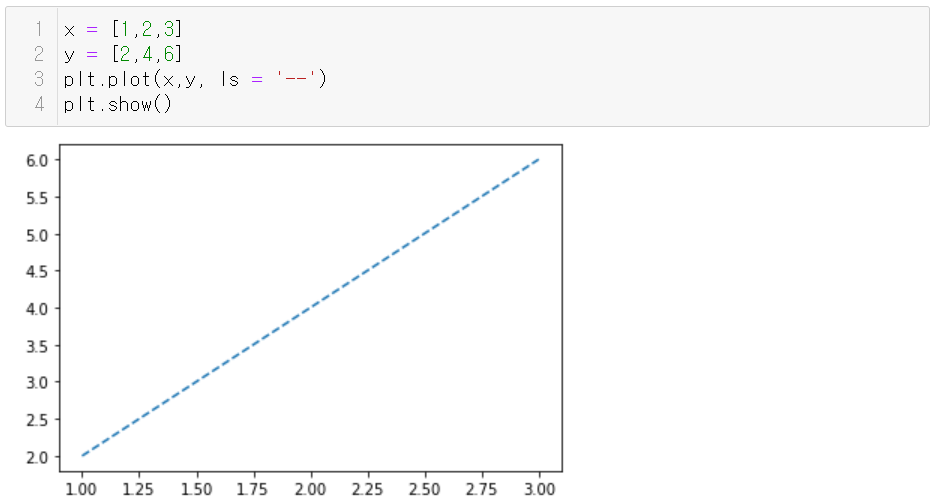 1 x = [1,2,3]
2 y = [2,4,6]
3 plt.plot(x,y, ls = '--')
4 plt.show()
6.0
5.5
5.0
4.5
4.0
3.5
3.0
2.5
2.0
1.00 1.25 1.50 1.75 2.00 2.25 2.50 2.75 3.00